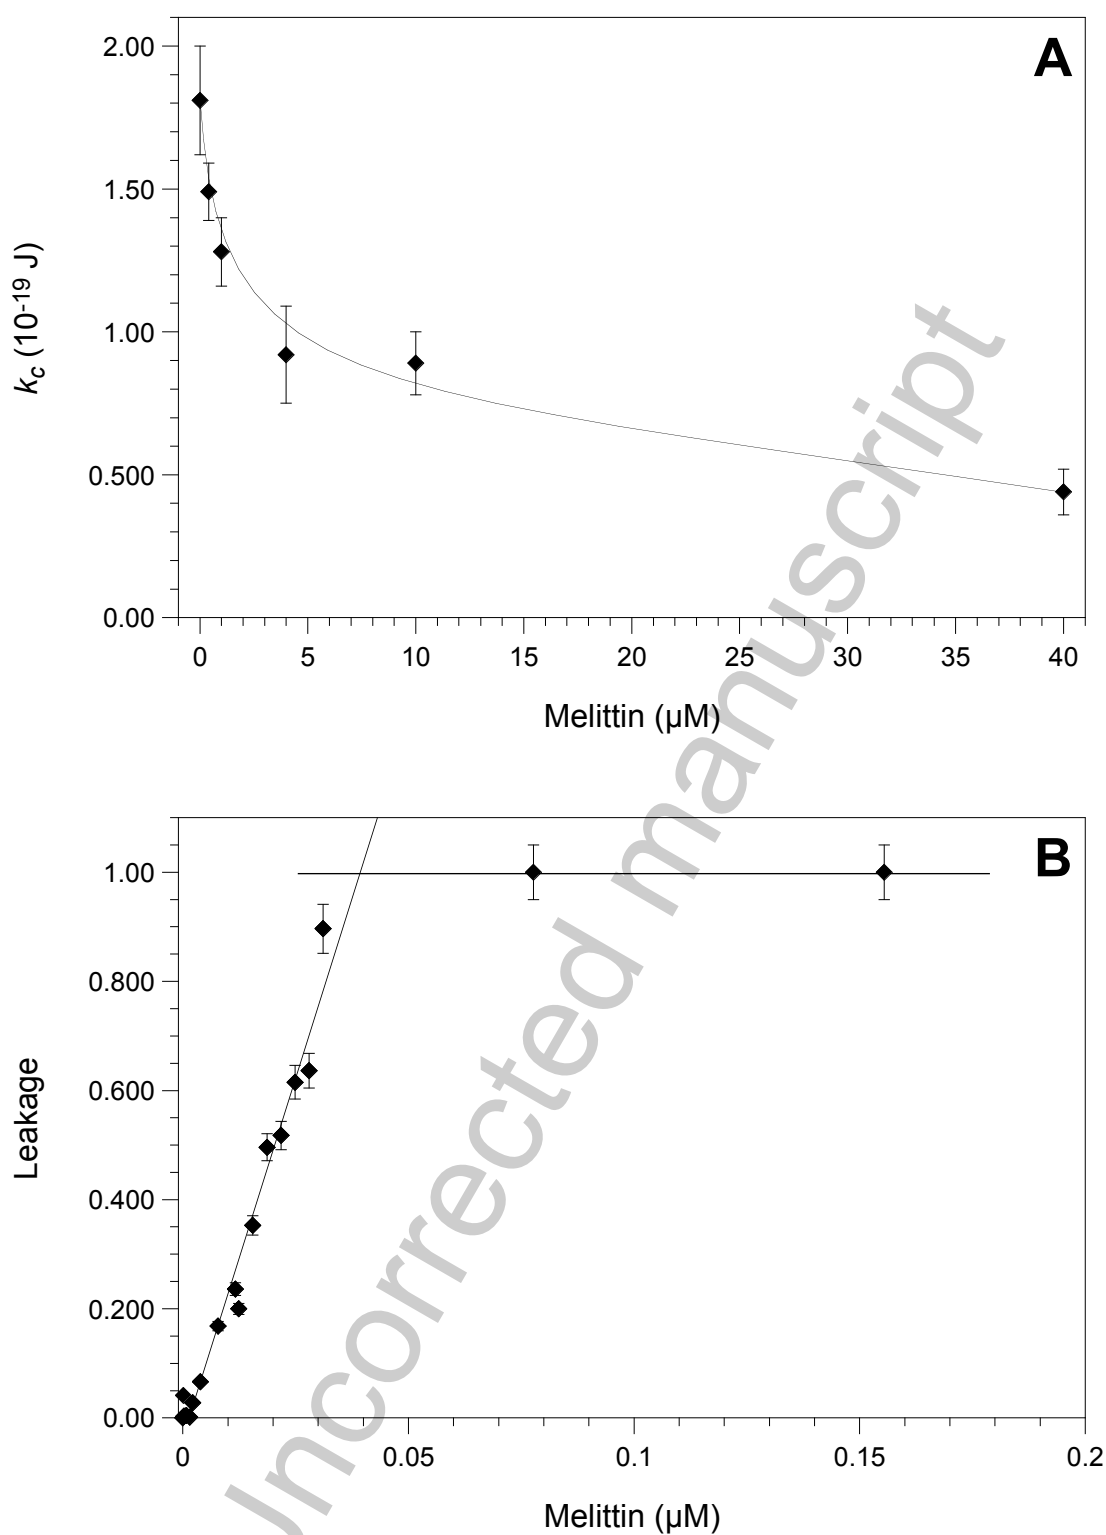 A
2.00
1.50
1.00
0.500
0.00
k_c (10^-19 J)
0 5 10 15 20 25 30 35 40
Melittin (µM)
B
1.00
0.800
0.600
0.400
0.200
0.00
Leakage
0 0.05 0.1 0.15 0.2
Melittin (µM)
Uncorrected manuscript